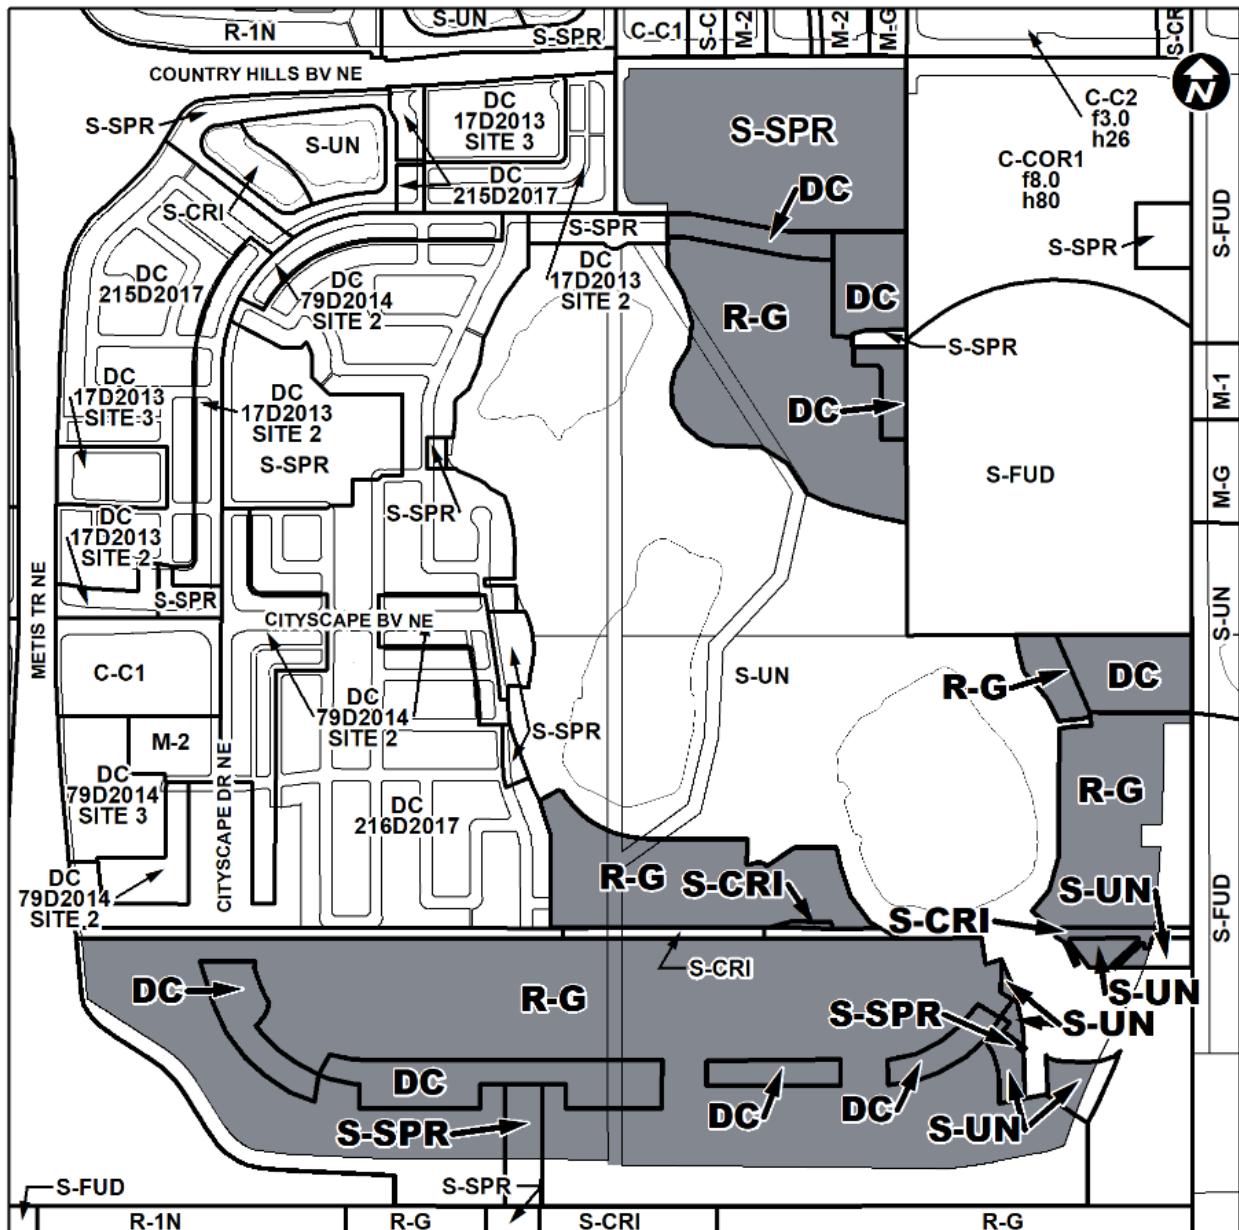 S-UN
R-1N
S-SPR
C-C1
S-C
M-2
M-2
M-G
S-CRI
COUNTRY HILLS BV NE
N
C-C2
f3.0
h26
S-SPR
S-UN
DC
17D2013
SITE 3
S-SPR
C-COR1
f8.0
h80
DC
215D2017
DC
S-CRI
S-SPR
S-SPR
S-FUD
DC
215D2017
DC
79D2014
SITE 2
DC
17D2013
SITE 2
R-G
DC
S-SPR
DC
17D2013
SITE 3
DC
17D2013
SITE 2
S-SPR
DC
M-1
S-FUD
M-G
S-SPR
DC
17D2013
SITE 2
S-SPR
METIS TR NE
CITYSCAPE BV NE
S-UN
C-C1
S-UN
R-G
DC
DC
79D2014
SITE 2
S-SPR
M-2
CITYSCAPE DR NE
DC
79D2014
SITE 3
DC
216D2017
R-G
R-G
S-CRI
S-UN
DC
79D2014
SITE 2
S-CRI
S-FUD
S-CRI
DC
R-G
S-UN
S-SPR
S-UN
DC
DC
DC
S-SPR
S-UN
S-FUD
S-SPR
R-1N
R-G
S-CRI
R-G